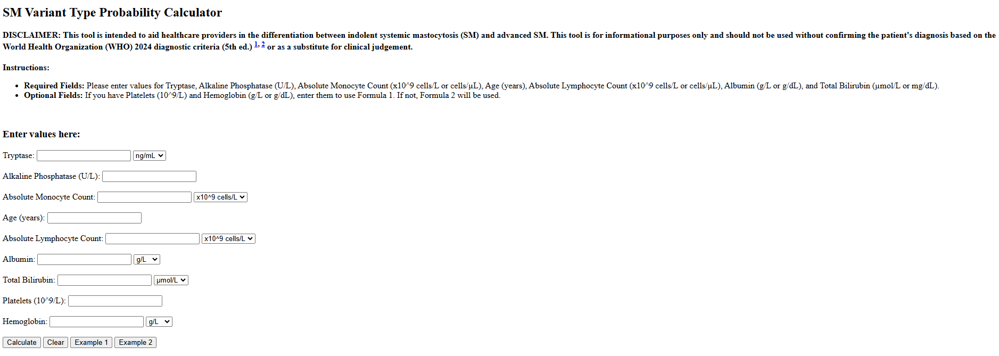 SM Variant Type Probability Calculator
DISCLAIMER: This tool is intended to aid healthcare providers in the differentiation between indolent systemic mastocytosis (SM) and advanced SM. This tool is for informational purposes only and should not be used without confirming the patient's diagnosis based on the
World Health Organization (WHO) 2024 diagnostic criteria (5th ed.) 1, 2 or as a substitute for clinical judgement.
Instructions:
• Required Fields: Please enter values for Tryptase, Alkaline Phosphatase (U/L), Absolute Monocyte Count (x10^9 cells/L or cells/μL), Age (years), Absolute Lymphocyte Count (x10^9 cells/L or cells/μL), Albumin (g/L or g/dL), and Total Bilirubin (μmol/L or mg/dL).
• Optional Fields: If you have Platelets (10^9/L) and Hemoglobin (g/L or g/dL), enter them to use Formula 1. If not, Formula 2 will be used.
Enter values here:
Tryptase: ng/mL
Alkaline Phosphatase (U/L):
Absolute Monocyte Count: x10^9 cells/L
Age (years):
Absolute Lymphocyte Count: x10^9 cells/L
Albumin: g/L
Total Bilirubin: μmol/L
Platelets (10^9/L):
Hemoglobin: g/L
Calculate Clear Example 1 Example 2